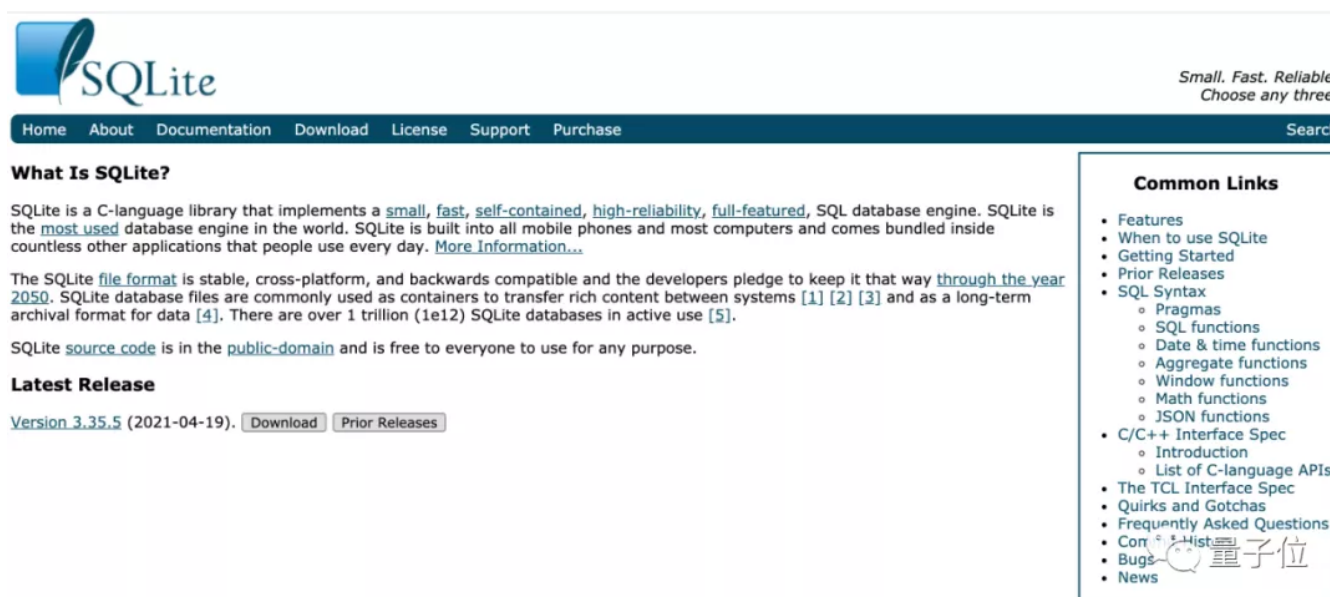 SQLite
Small. Fast. Reliable
Choose any three
Home About Documentation Download License Support Purchase
Searc
What Is SQLite?
SQLite is a C-language library that implements a small, fast, self-contained, high-reliability, full-featured, SQL database engine. SQLite is
the most used database engine in the world. SQLite is built into all mobile phones and most computers and comes bundled inside
countless other applications that people use every day. More Information...
The SQLite file format is stable, cross-platform, and backwards compatible and the developers pledge to keep it that way through the year
2050. SQLite database files are commonly used as containers to transfer rich content between systems [1] [2] [3] and as a long-term
archival format for data [4]. There are over 1 trillion (1e12) SQLite databases in active use [5].
SQLite source code is in the public-domain and is free to everyone to use for any purpose.
Latest Release
Version 3.35.5 (2021-04-19). Download Prior Releases
Common Links
Features
When to use SQLite
Getting Started
Prior Releases
SQL Syntax
Pragmas
SQL functions
Date & time functions
Aggregate functions
Window functions
Math functions
JSON functions
C/C++ Interface Spec
Introduction
List of C-language APIs
The TCL Interface Spec
Quirks and Gotchas
Frequently Asked Questions
Bugs
News
量子位